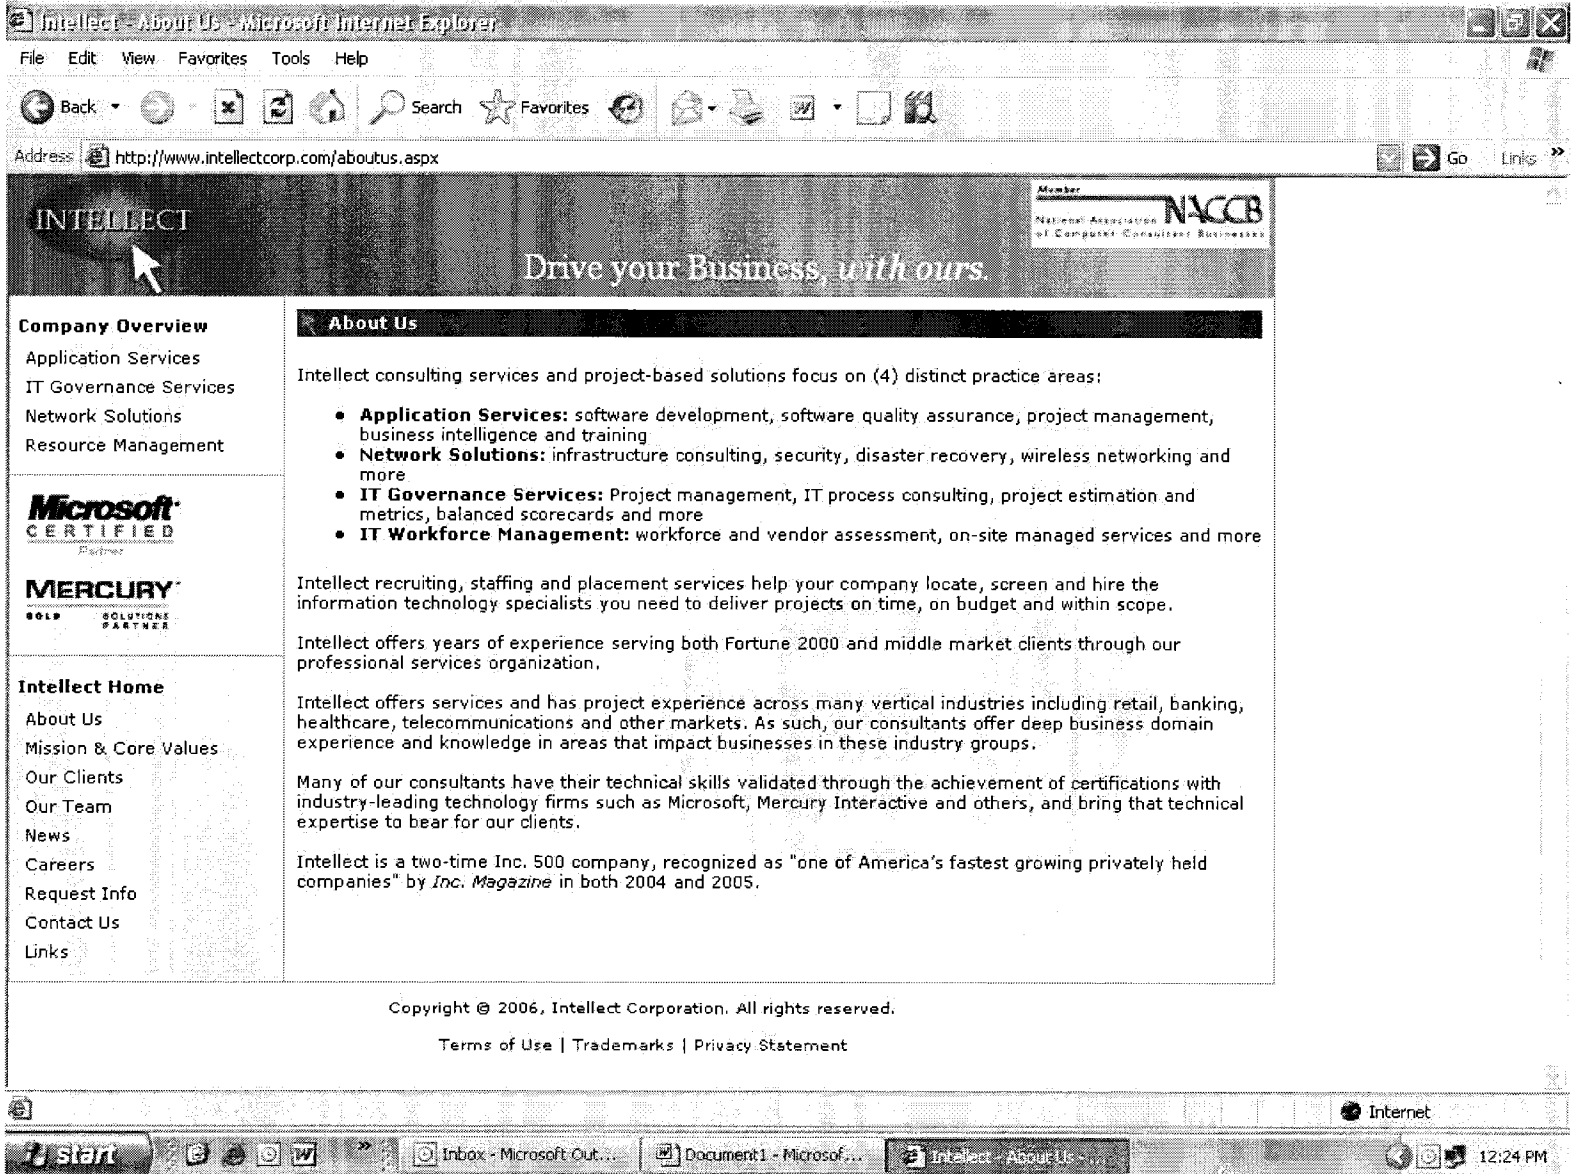 Intellect - About Us - Microsoft Internet Explorer
File Edit View Favorites Tools Help
Back Search Favorites
Address http://www.intellectcorp.com/aboutus.aspx Go Links »
INTELLECT
Drive your Business, with ours.
Member
NACCB
National Association
of Computer Consultant Businesses
Company Overview
Application Services
IT Governance Services
Network Solutions
Resource Management
Microsoft
CERTIFIED
Partner
MERCURY
GOLD SOLUTIONS
PARTNER
Intellect Home
About Us
Mission & Core Values
Our Clients
Our Team
News
Careers
Request Info
Contact Us
Links
About Us
Intellect consulting services and project-based solutions focus on (4) distinct practice areas:
• Application Services: software development, software quality assurance, project management,
business intelligence and training
• Network Solutions: infrastructure consulting, security, disaster recovery, wireless networking and
more
• IT Governance Services: Project management, IT process consulting, project estimation and
metrics, balanced scorecards and more
• IT Workforce Management: workforce and vendor assessment, on-site managed services and more
Intellect recruiting, staffing and placement services help your company locate, screen and hire the
information technology specialists you need to deliver projects on time, on budget and within scope.
Intellect offers years of experience serving both Fortune 2000 and middle market clients through our
professional services organization.
Intellect offers services and has project experience across many vertical industries including retail, banking,
healthcare, telecommunications and other markets. As such, our consultants offer deep business domain
experience and knowledge in areas that impact businesses in these industry groups.
Many of our consultants have their technical skills validated through the achievement of certifications with
industry-leading technology firms such as Microsoft, Mercury Interactive and others, and bring that technical
expertise to bear for our clients.
Intellect is a two-time Inc. 500 company, recognized as "one of America's fastest growing privately held
companies" by Inc. Magazine in both 2004 and 2005.
Copyright © 2006, Intellect Corporation. All rights reserved.
Terms of Use | Trademarks | Privacy Statement
Internet
start » Inbox - Microsoft Out... Document1 - Microsof... Intellect - About Us - ... 12:24 PM